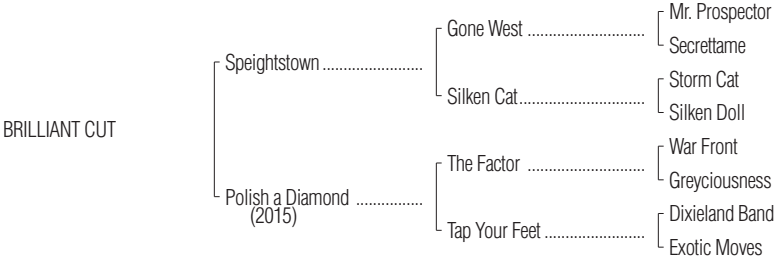 Mr. Prospector
Gone West ..............................
Secrettame
Speightstown ........................
Storm Cat
Silken Cat................................
Silken Doll
BRILLIANT CUT
War Front
The Factor ..............................
Greyciousness
Polish a Diamond ................
(2015)
Dixieland Band
Tap Your Feet .........................
Exotic Moves